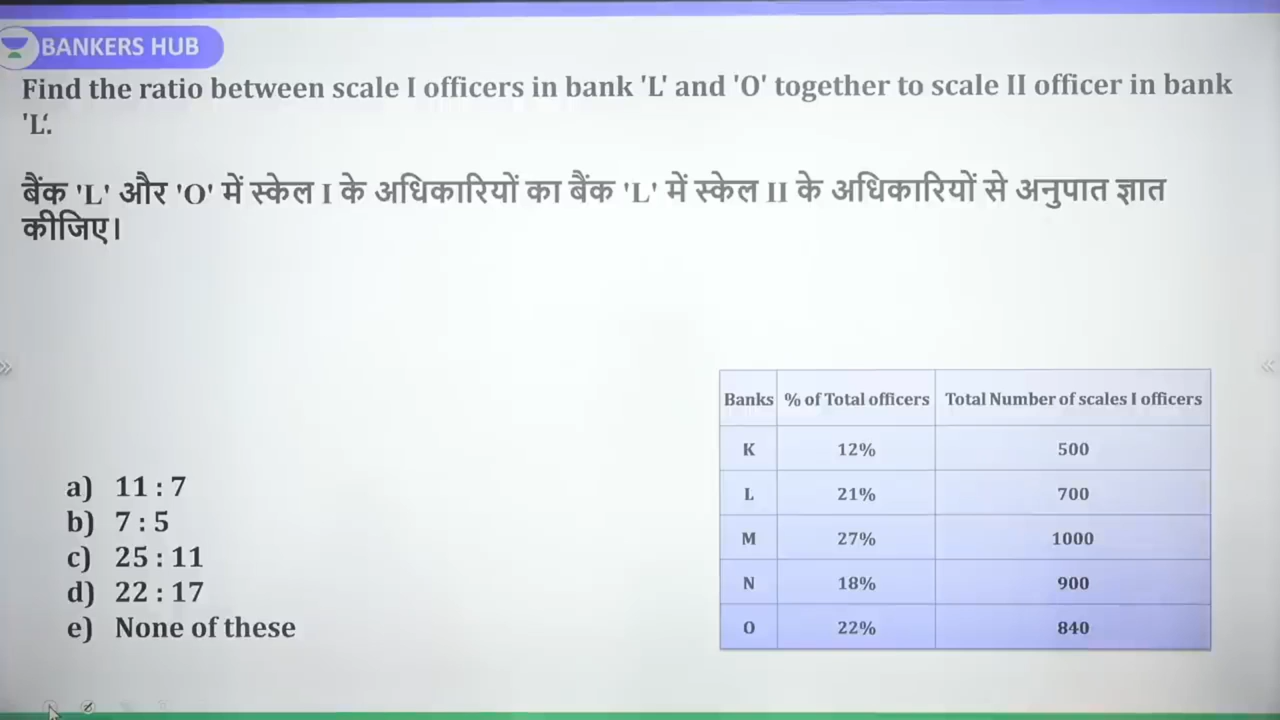 BANKERS HUB
Find the ratio between scale I officers in bank 'L' and 'O' together to scale II officer in bank
'L'.
बैंक 'L' और 'O' में स्केल I के अधिकारियों का बैंक 'L' में स्केल II के अधिकारियों से अनुपात ज्ञात
कीजिए।
Banks % of Total officers Total Number of scales I officers
K 12% 500
L 21% 700
M 27% 1000
N 18% 900
O 22% 840
a) 11 : 7
b) 7 : 5
c) 25 : 11
d) 22 : 17
e) None of these